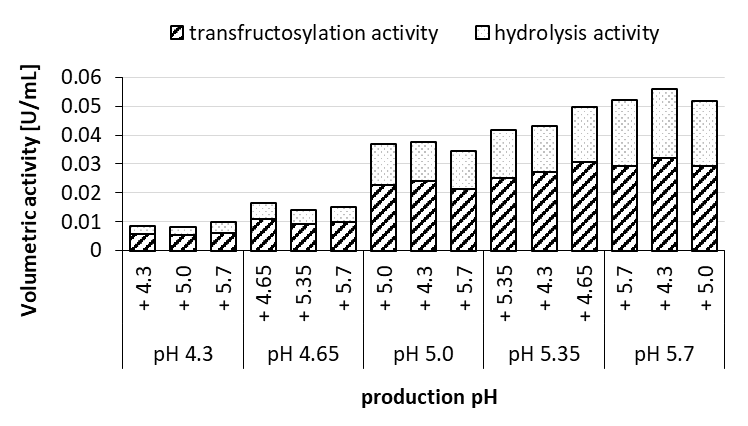 transfructosylation activity hydrolysis activity
Volumetric activity [U/mL]
0.06
0.05
0.04
0.03
0.02
0.01
0
+ 4.3 + 5.0 + 5.7 + 4.65 + 5.35 + 5.7 + 5.0 + 4.3 + 5.7 + 5.35 + 4.3 + 4.65 + 5.7 + 4.3 + 5.0
pH 4.3 pH 4.65 pH 5.0 pH 5.35 pH 5.7
production pH